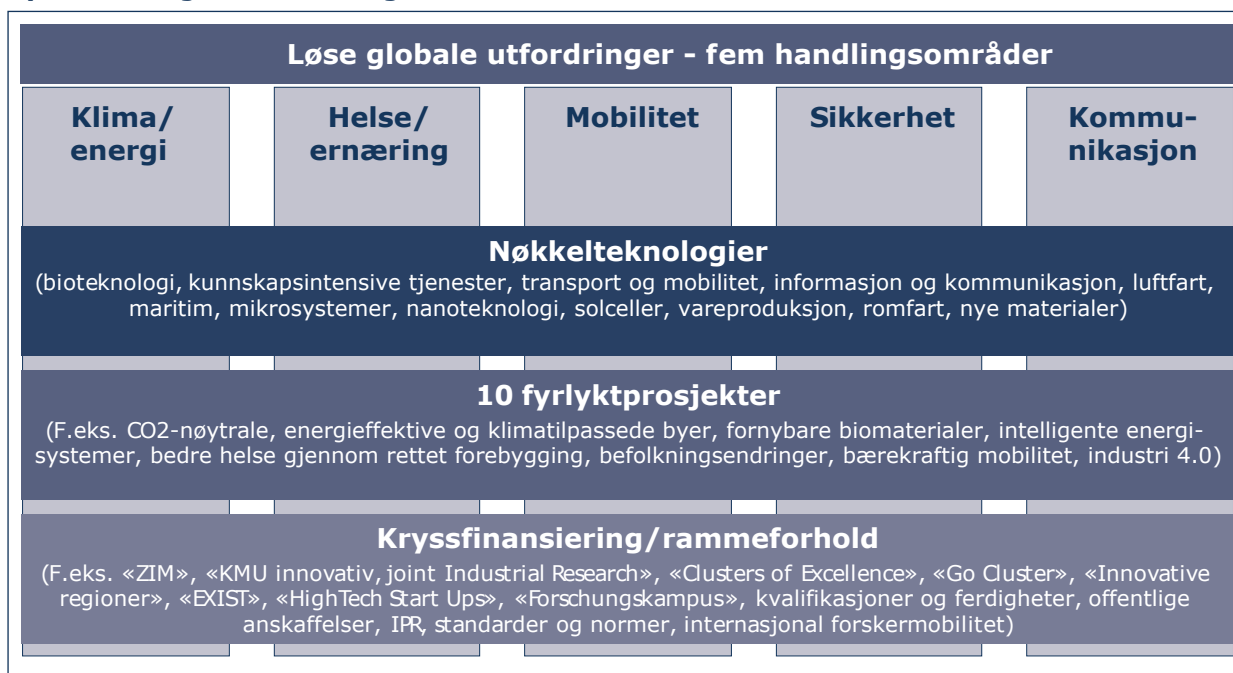 Løse globale utfordringer - fem handlingsområder
Klima/
energi
Helse/
ernæring
Mobilitet
Sikkerhet
Kommu-
nikasjon
Nøkkelteknologier
(bioteknologi, kunnskapsintensive tjenester, transport og mobilitet, informasjon og kommunikasjon, luftfart,
maritim, mikrosystemer, nanoteknologi, solceller, vareproduksjon, romfart, nye materialer)
10 fyrlyktprosjekter
(F.eks. CO2-nøytrale, energieffektive og klimatilpassede byer, fornybare biomaterialer, intelligente energi-
systemer, bedre helse gjennom rettet forebygging, befolkningsendringer, bærekraftig mobilitet, industri 4.0)
Kryssfinansiering/rammeforhold
(F.eks. «ZIM», «KMU innovativ, joint Industrial Research», «Clusters of Excellence», «Go Cluster», «Innovative
regioner», «EXIST», «HighTech Start Ups», «Forschungskampus», kvalifikasjoner og ferdigheter, offentlige
anskaffelser, IPR, standarder og normer, internasjonal forskermobilitet)